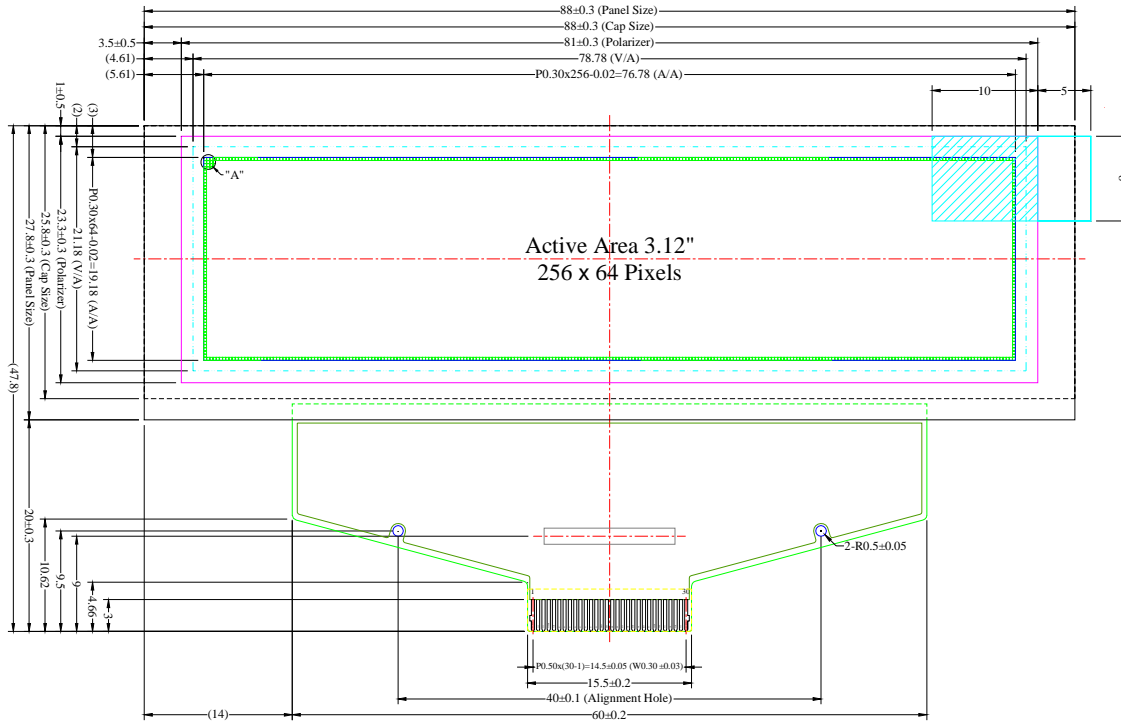 88±0.3 (Panel Size)
88±0.3 (Cap Size)
3.5±0.5
81±0.3 (Polarizer)
(4.61)
78.78 (V/A)
(5.61)
P0.30x256-0.02=76.78 (A/A)
10
5
1±0.5
(2)
(3)
"A"
P0.30x64-0.02=19.18 (A/A)
21.18 (V/A)
23.3±0.3 (Polarizer)
25.8±0.3 (Cap Size)
27.8±0.3 (Panel Size)
(47.8)
Active Area 3.12"
256 x 64 Pixels
20±0.3
10.62
9.5
9
4.66
3
2-R0.5±0.05
1
30
P0.50x(30-1)=14.5±0.05 (W0.30 ±0.03)
15.5±0.2
40±0.1 (Alignment Hole)
(14)
60±0.2